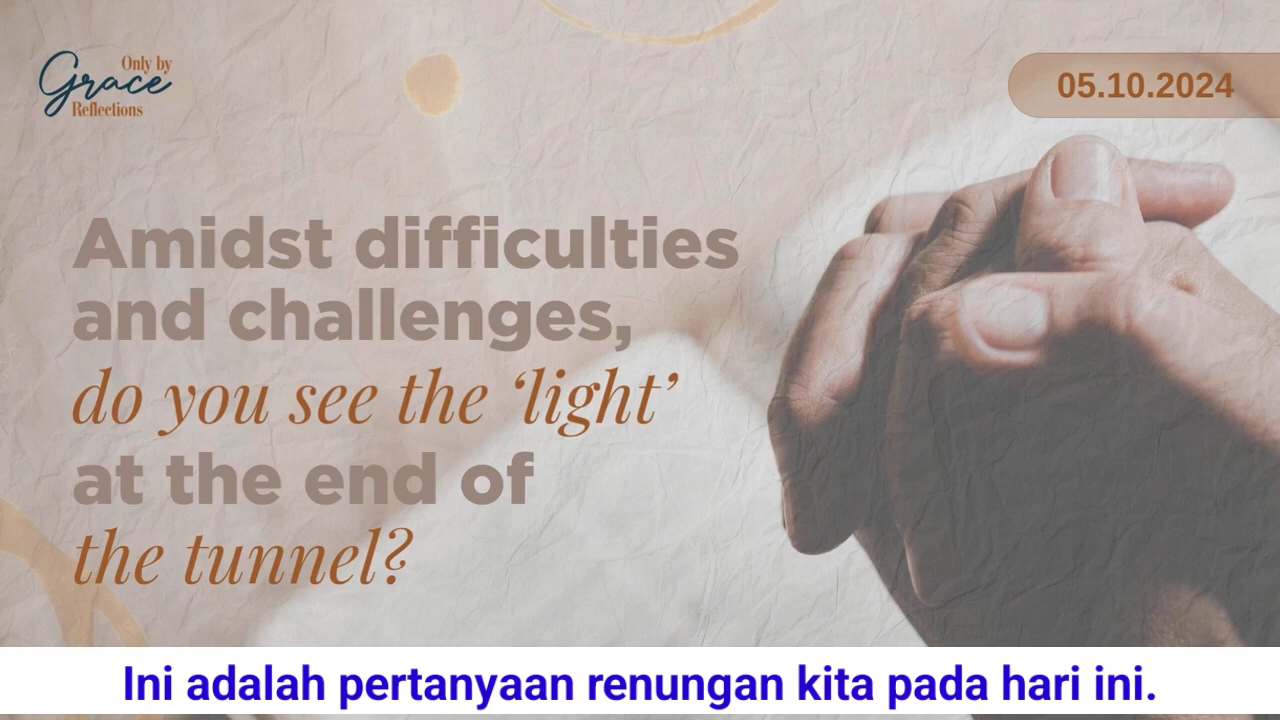 Only by
Grace
Reflections
05.10.2024
Amidst difficulties
and challenges,
do you see the ‘light’
at the end of
the tunnel?
Ini adalah pertanyaan renungan kita pada hari ini.